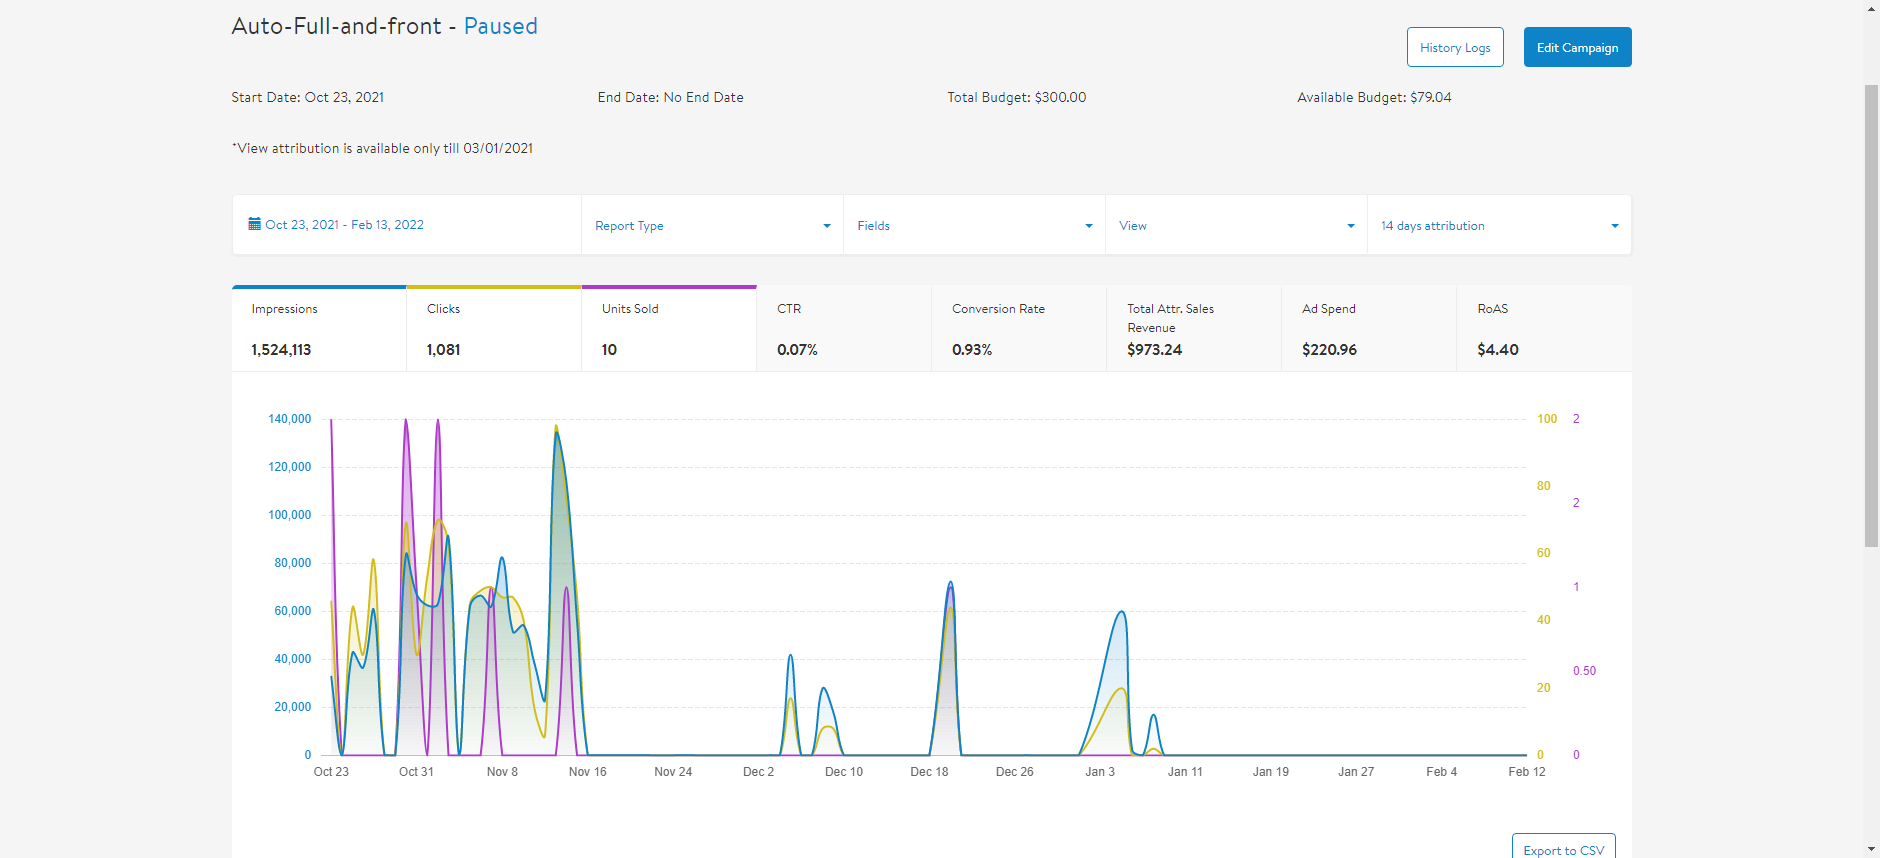 Auto-Full-and-front - Paused
History Logs
Edit Campaign
Start Date: Oct 23, 2021
End Date: No End Date
Total Budget: $300.00
Available Budget: $79.04
*View attribution is available only till 03/01/2021
Oct 23, 2021 - Feb 13, 2022
Report Type
Fields
View
14 days attribution
Impressions
1,524,113
Clicks
1,081
Units Sold
10
CTR
0.07%
Conversion Rate
0.93%
Total Attr. Sales
Revenue
$973.24
Ad Spend
$220.96
RoAS
$4.40
140,000
120,000
100,000
80,000
60,000
40,000
20,000
0
100
80
60
40
20
0
2
2
1
0.50
0
Oct 23
Oct 31
Nov 8
Nov 16
Nov 24
Dec 2
Dec 10
Dec 18
Dec 26
Jan 3
Jan 11
Jan 19
Jan 27
Feb 4
Feb 12
Export to CSV